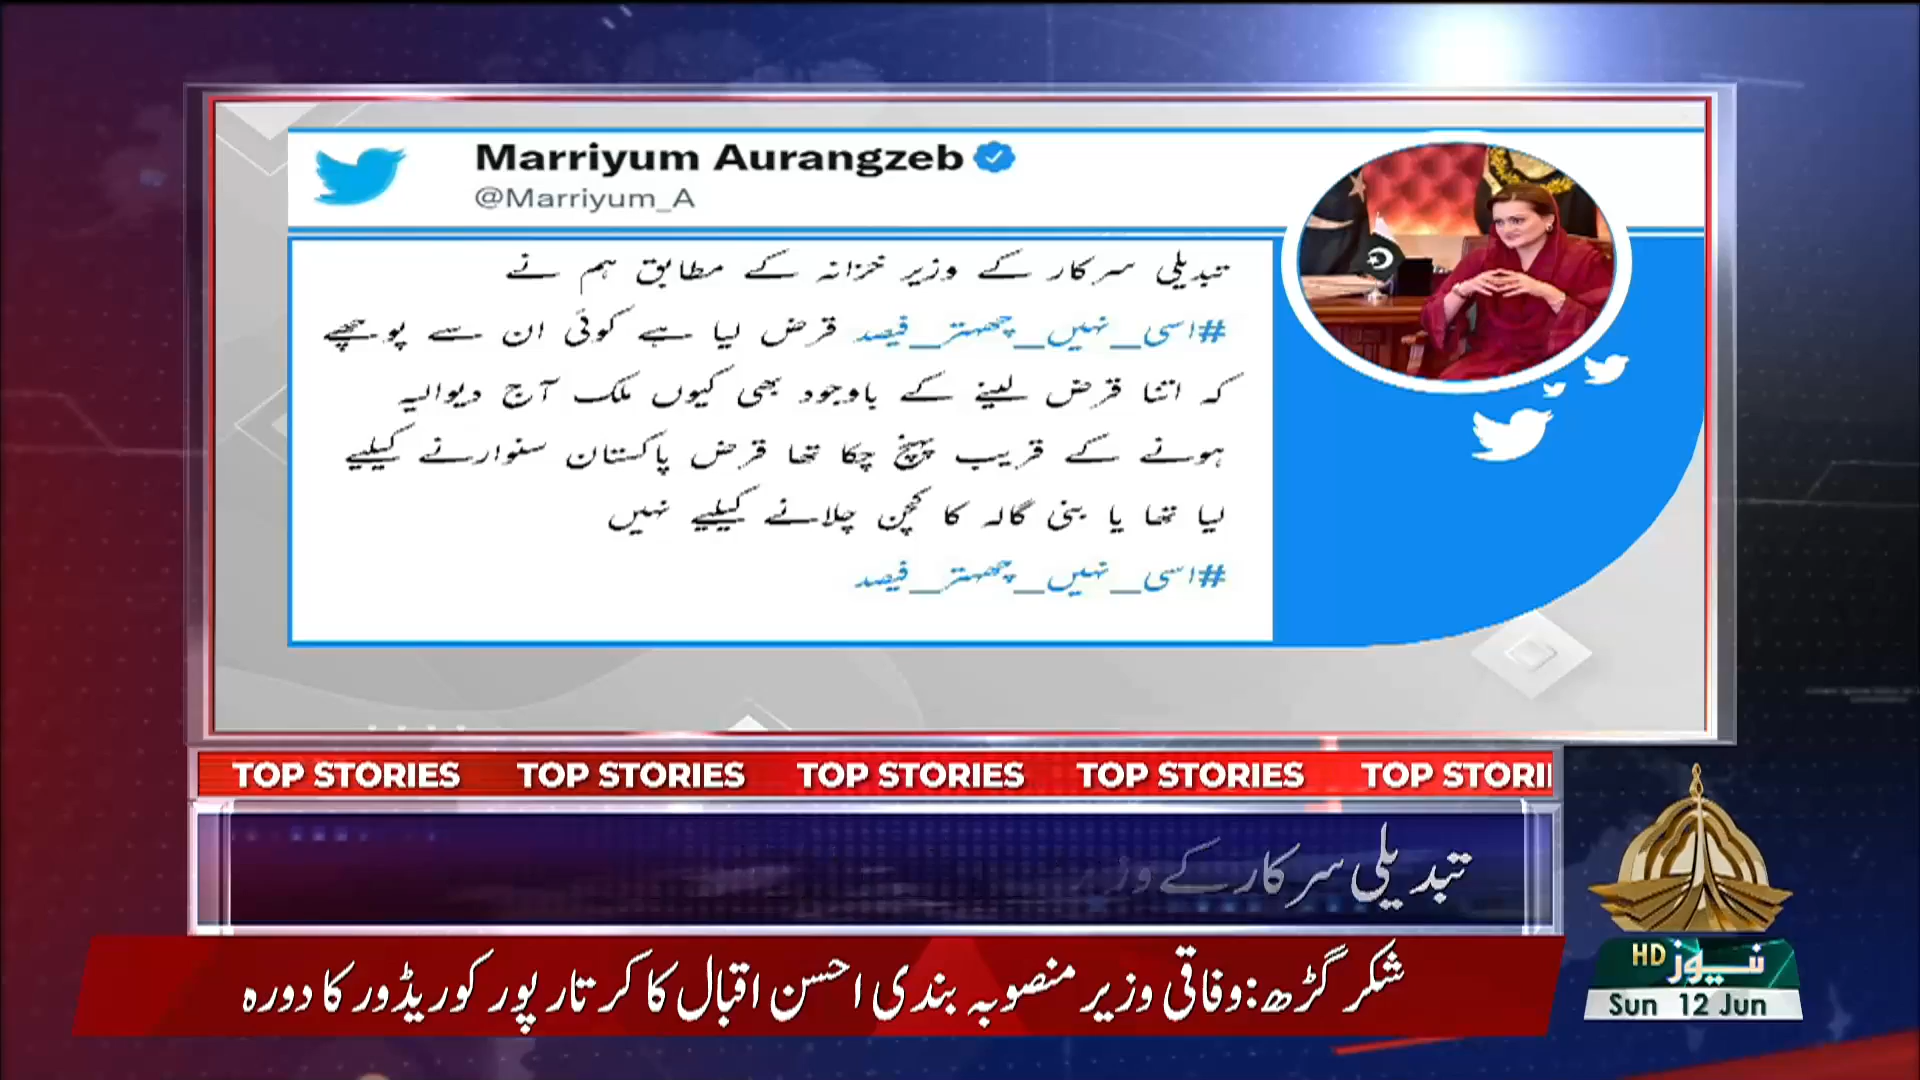 Marriyum Aurangzeb
@Marriyum_A
تبدیلی سرکار کے وزیر خزانہ کے مطابق ہم نے
#اسی_نہیں_چھہتر_فیصد قرض لیا ہے کوئی ان سے پوچھے
کہ اتنا قرض لینے کے باوجود بھی کیوں ملک آج دیوالیہ
ہونے کے قریب پہنچ چکا تھا قرض پاکستان سنوارنے کیلیے
لیا تھا یا بنی گالہ کا کچن چلانے کیلیے نہیں
#اسی_نہیں_چھہتر_فیصد
TOP STORIES TOP STORIES TOP STORIES TOP STORIES TOP STORI
تبدیلی سرکار کے وزیر
شکر گڑھ: وفاقی وزیر منصوبہ بندی احسن اقبال کا کرتار پور کوریڈور کا دورہ
نیوز HD
Sun 12 Jun